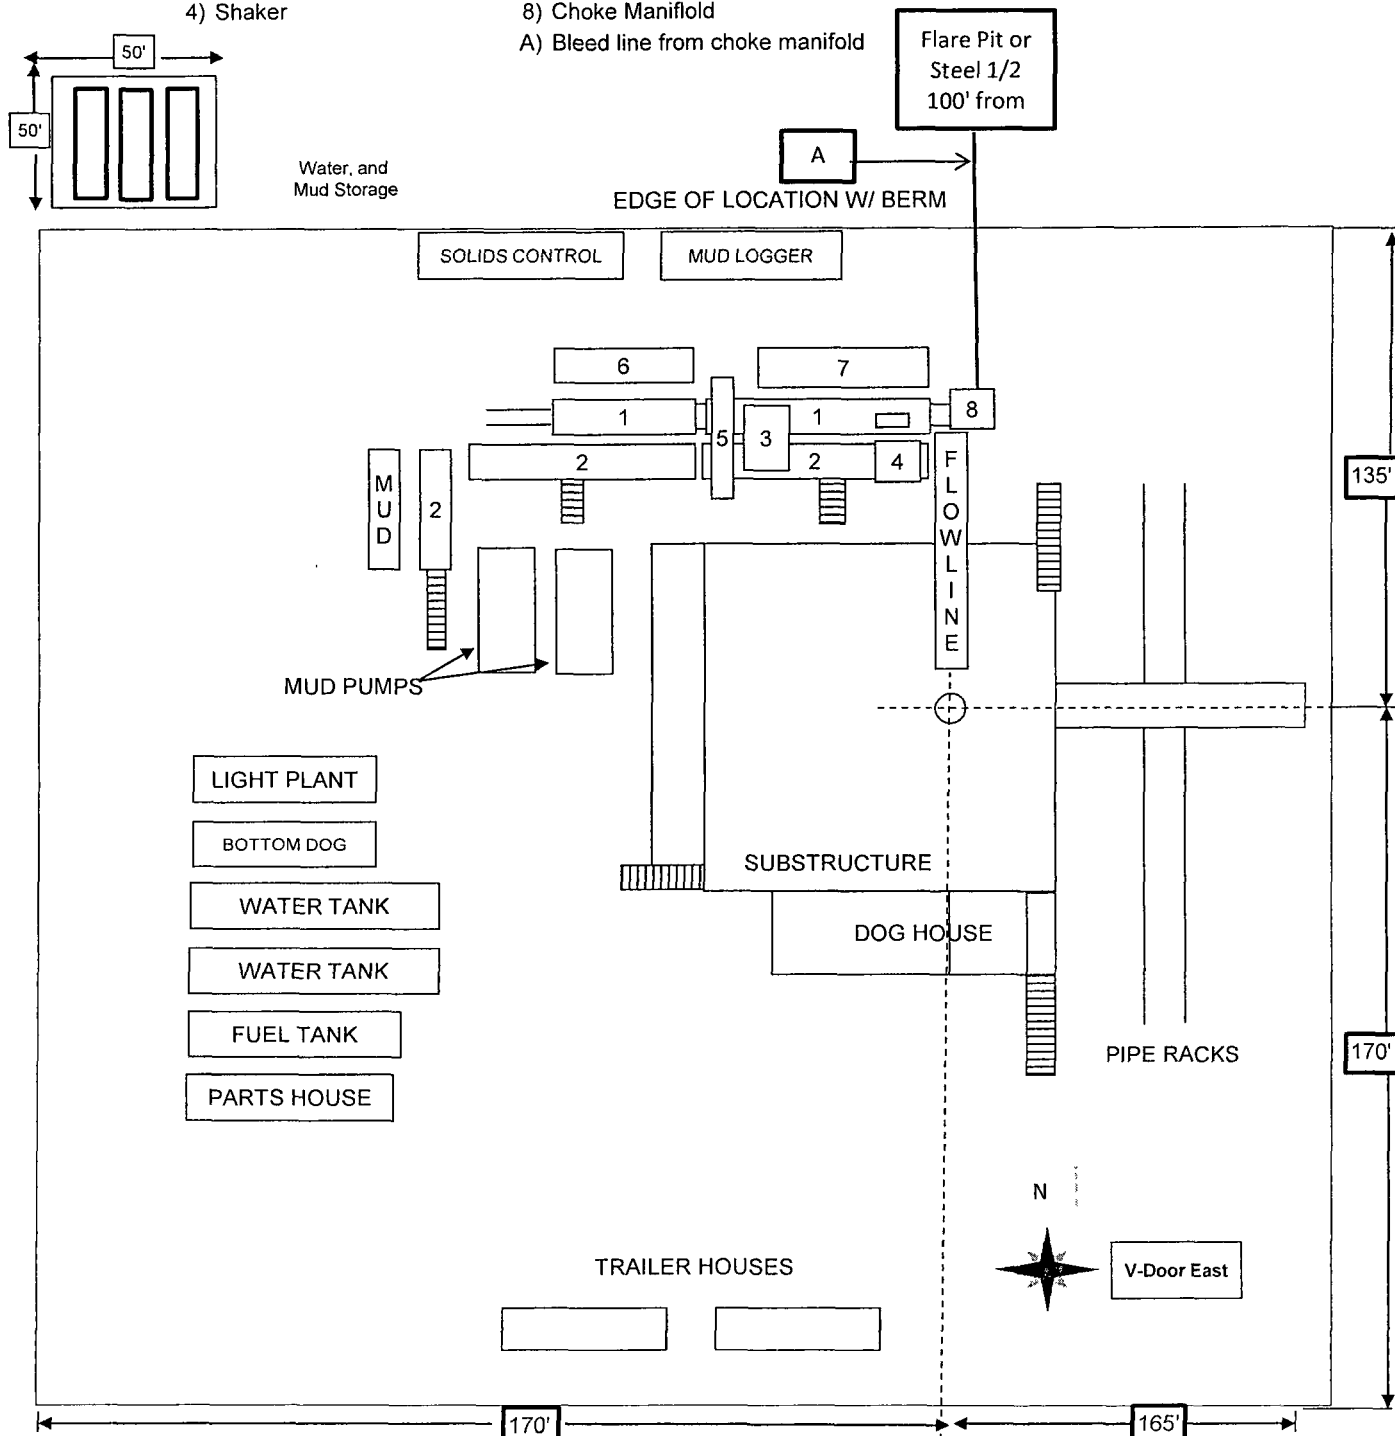 4) Shaker
8) Choke Maniflold
A) Bleed line from choke manifold
Flare Pit or
Steel 1/2
100' from
50'
50'
A
Water, and
Mud Storage
EDGE OF LOCATION W/ BERM
SOLIDS CONTROL
MUD LOGGER
6
7
1
1
8
5
3
2
2
4
FLOWLINE
MUD
2
135'
MUD PUMPS
LIGHT PLANT
BOTTOM DOG
SUBSTRUCTURE
WATER TANK
DOG HOUSE
WATER TANK
FUEL TANK
PIPE RACKS
170'
PARTS HOUSE
N
TRAILER HOUSES
V-Door East
170'
165'